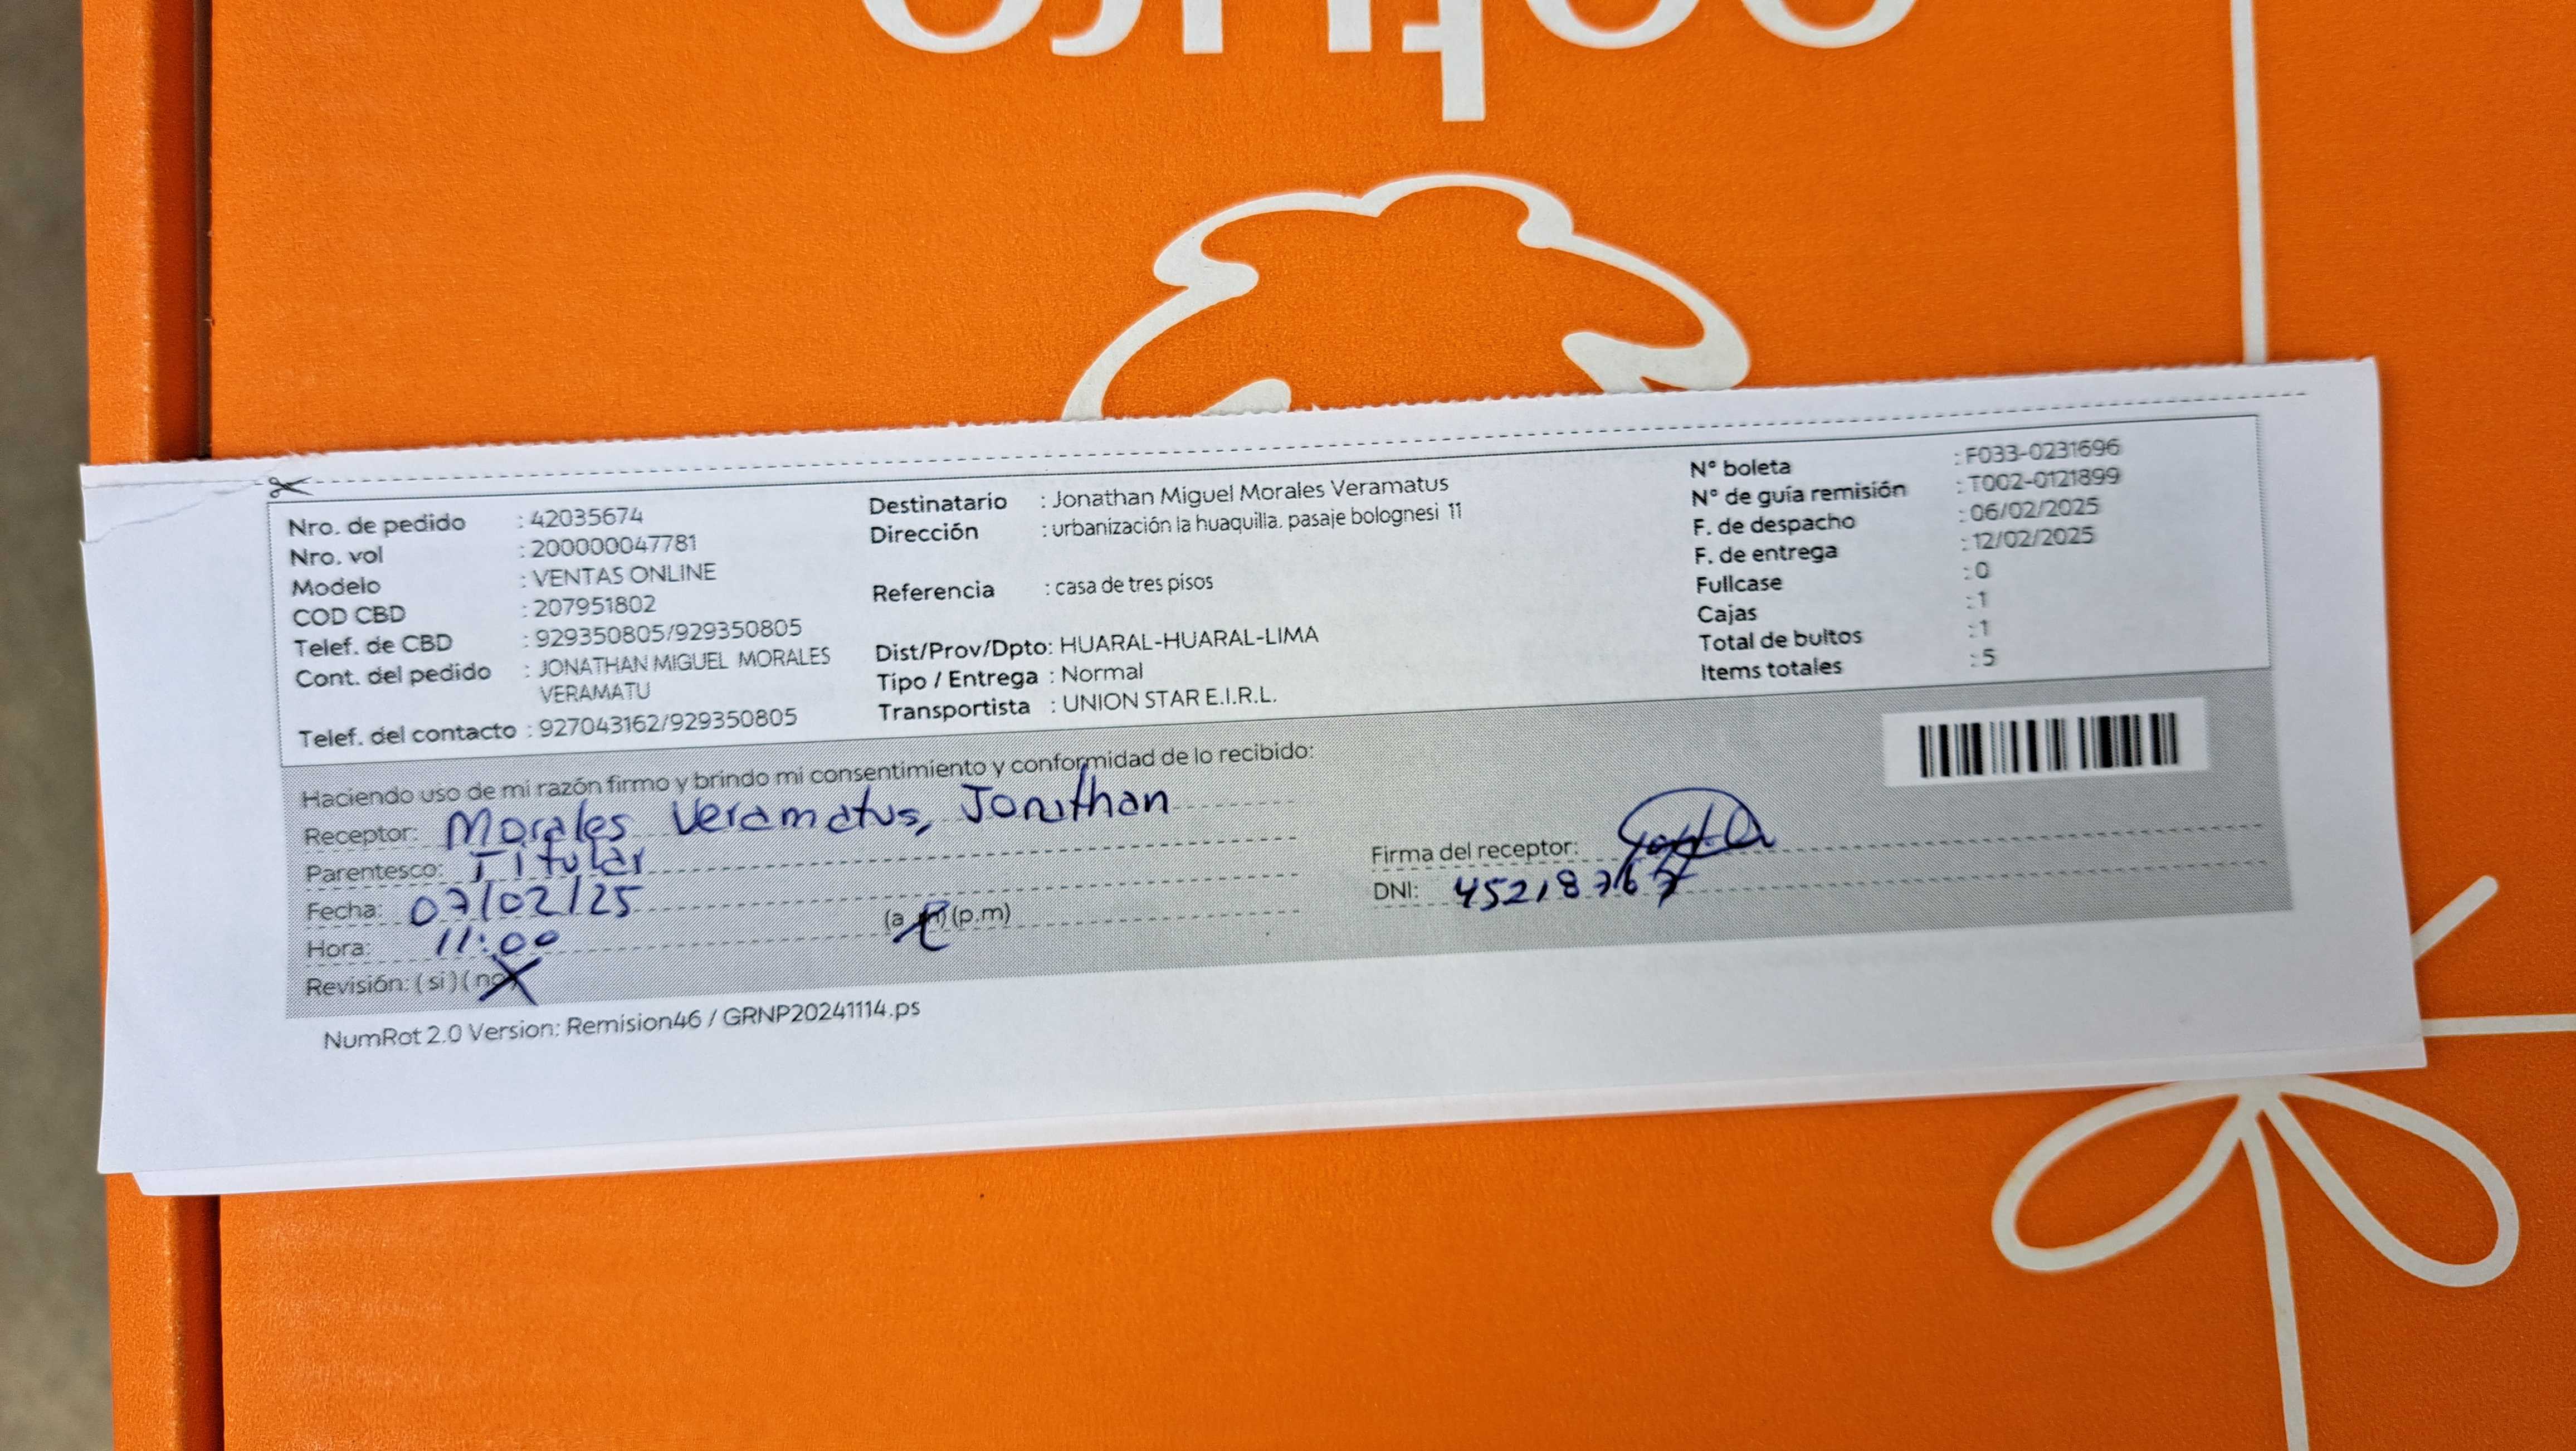 Nro. de pedido : 42035674
Nro. vol : 200000047781
Modelo : VENTAS ONLINE
COD CBD : 207951802
Telef. de CBD : 929350805/929350805
Cont. del pedido : JONATHAN MIGUEL MORALES
VERAMATU
Telef. del contacto : 927043162/929350805
Destinatario : Jonathan Miguel Morales Veramatus
Dirección : urbanización la huaquilla. pasaje bolognesi 11
Referencia : casa de tres pisos
Dist/Prov/Dpto: HUARAL-HUARAL-LIMA
Tipo / Entrega : Normal
Transportista : UNION STAR E.I.R.L.
N° boleta : F033-0231696
N° de guía remisión : T002-0121899
F. de despacho : 06/02/2025
F. de entrega : 12/02/2025
Fullcase : 0
Cajas : 1
Total de bultos : 1
Items totales : 5
Haciendo uso de mi razón firmo y brindo mi consentimiento y conformidad de lo recibido:
Receptor: Morales Veramatus, Jonathan
Parentesco: Titular
Fecha: 07/02/25
Hora: 11:00 (a.m) (p.m)
Revisión: ( si ) ( no )
Firma del receptor:
DNI: 45218767
NumRot 2.0 Version: Remision46 / GRNP20241114.ps